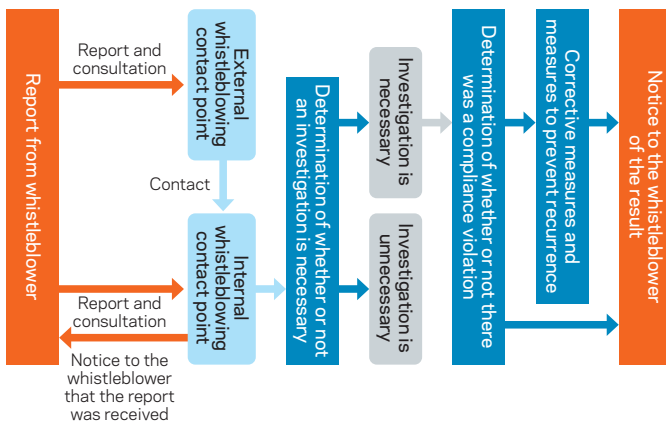 Report from whistleblower
Report and
consultation
External
whistleblowing
contact point
Contact
Internal
whistleblowing
contact point
Report and
consultation
Notice to the
whistleblower
that the report
was received
Determination of whether or not
an investigation is necessary
Investigation is
necessary
Investigation is
unnecessary
Determination of whether or not there
was a compliance violation
Corrective measures and
measures to prevent recurrence
Notice to the whistleblower
of the result